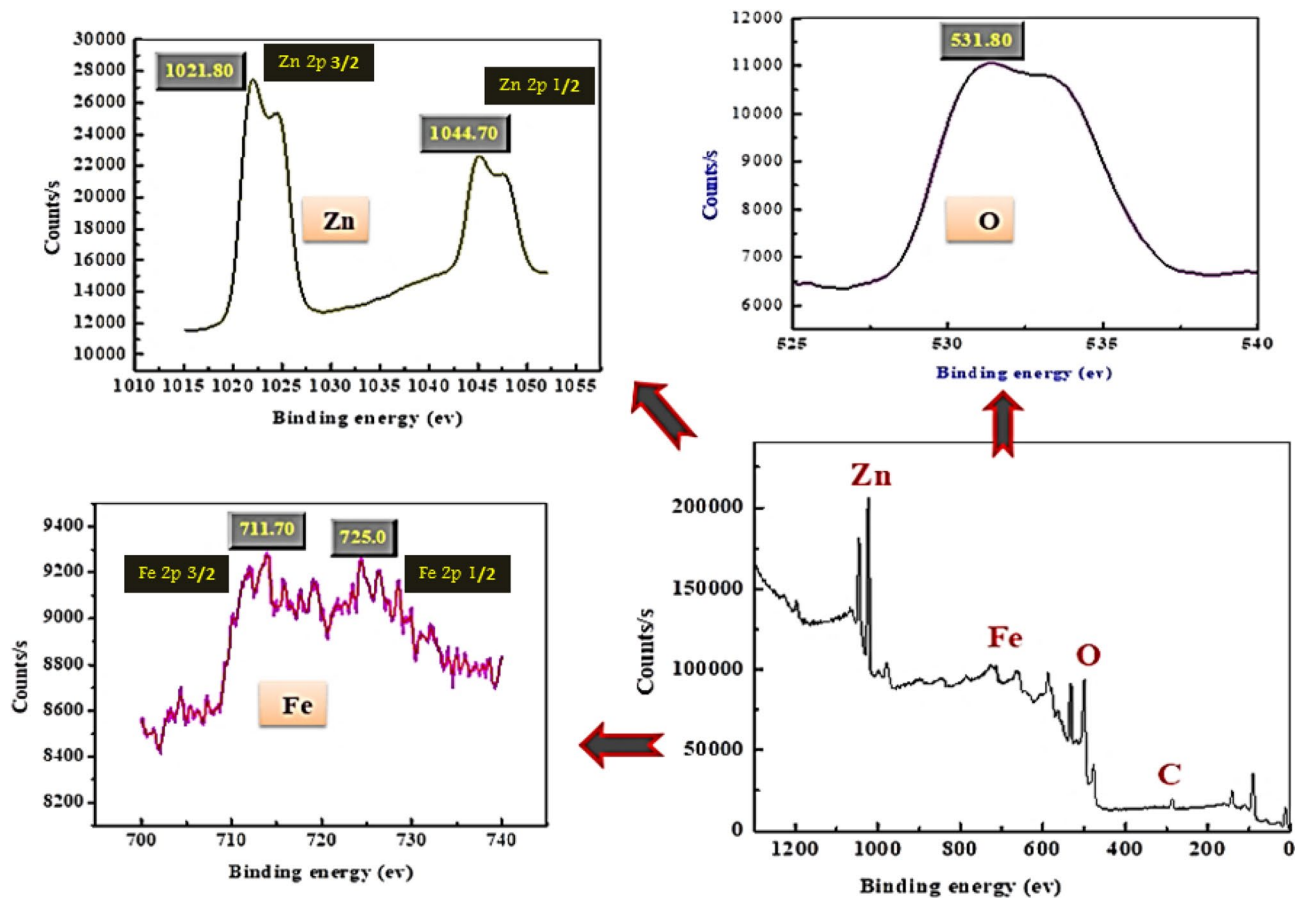 30000
28000
26000
24000
22000
20000
18000
16000
14000
12000
10000
Counts/s
1021.80
Zn 2p 3/2
Zn 2p 1/2
1044.70
Zn
1010 1015 1020 1025 1030 1035 1040 1045 1050 1055
Binding energy (ev)
12000
11000
10000
9000
8000
7000
6000
Counts/s
531.80
O
525 530 535 540
Binding energy (ev)
9400
9200
9000
8800
8600
8400
8200
Counts/s
711.70
725.0
Fe 2p 3/2
Fe 2p 1/2
Fe
700 710 720 730 740
Binding energy (ev)
200000
150000
100000
50000
0
Counts/s
Zn
Fe
O
C
1200 1000 800 600 400 200 0
Binding energy (ev)